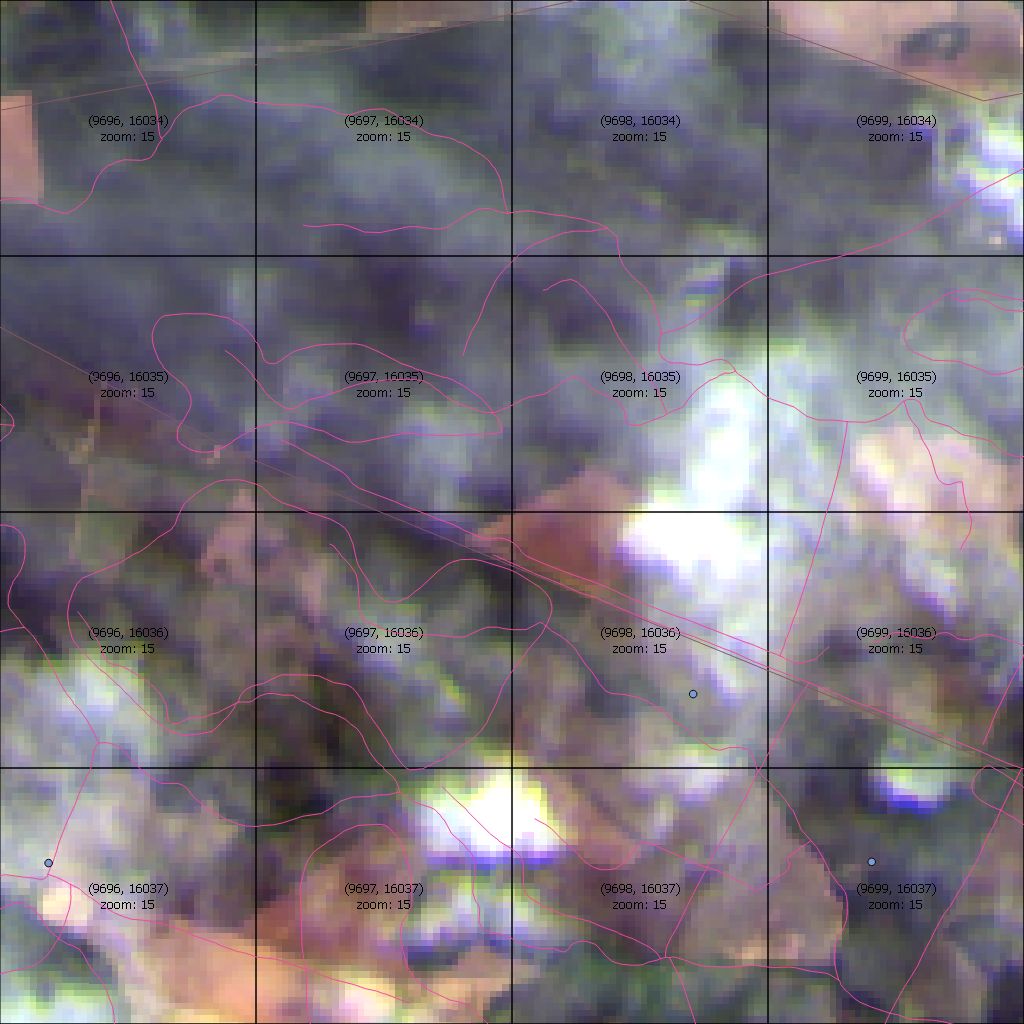 (9696, 16034)
zoom: 15
(9697, 16034)
zoom: 15
(9698, 16034)
zoom: 15
(9699, 16034)
zoom: 15
(9696, 16035)
zoom: 15
(9697, 16035)
zoom: 15
(9698, 16035)
zoom: 15
(9699, 16035)
zoom: 15
(9696, 16036)
zoom: 15
(9697, 16036)
zoom: 15
(9698, 16036)
zoom: 15
(9699, 16036)
zoom: 15
(9696, 16037)
zoom: 15
(9697, 16037)
zoom: 15
(9698, 16037)
zoom: 15
(9699, 16037)
zoom: 15